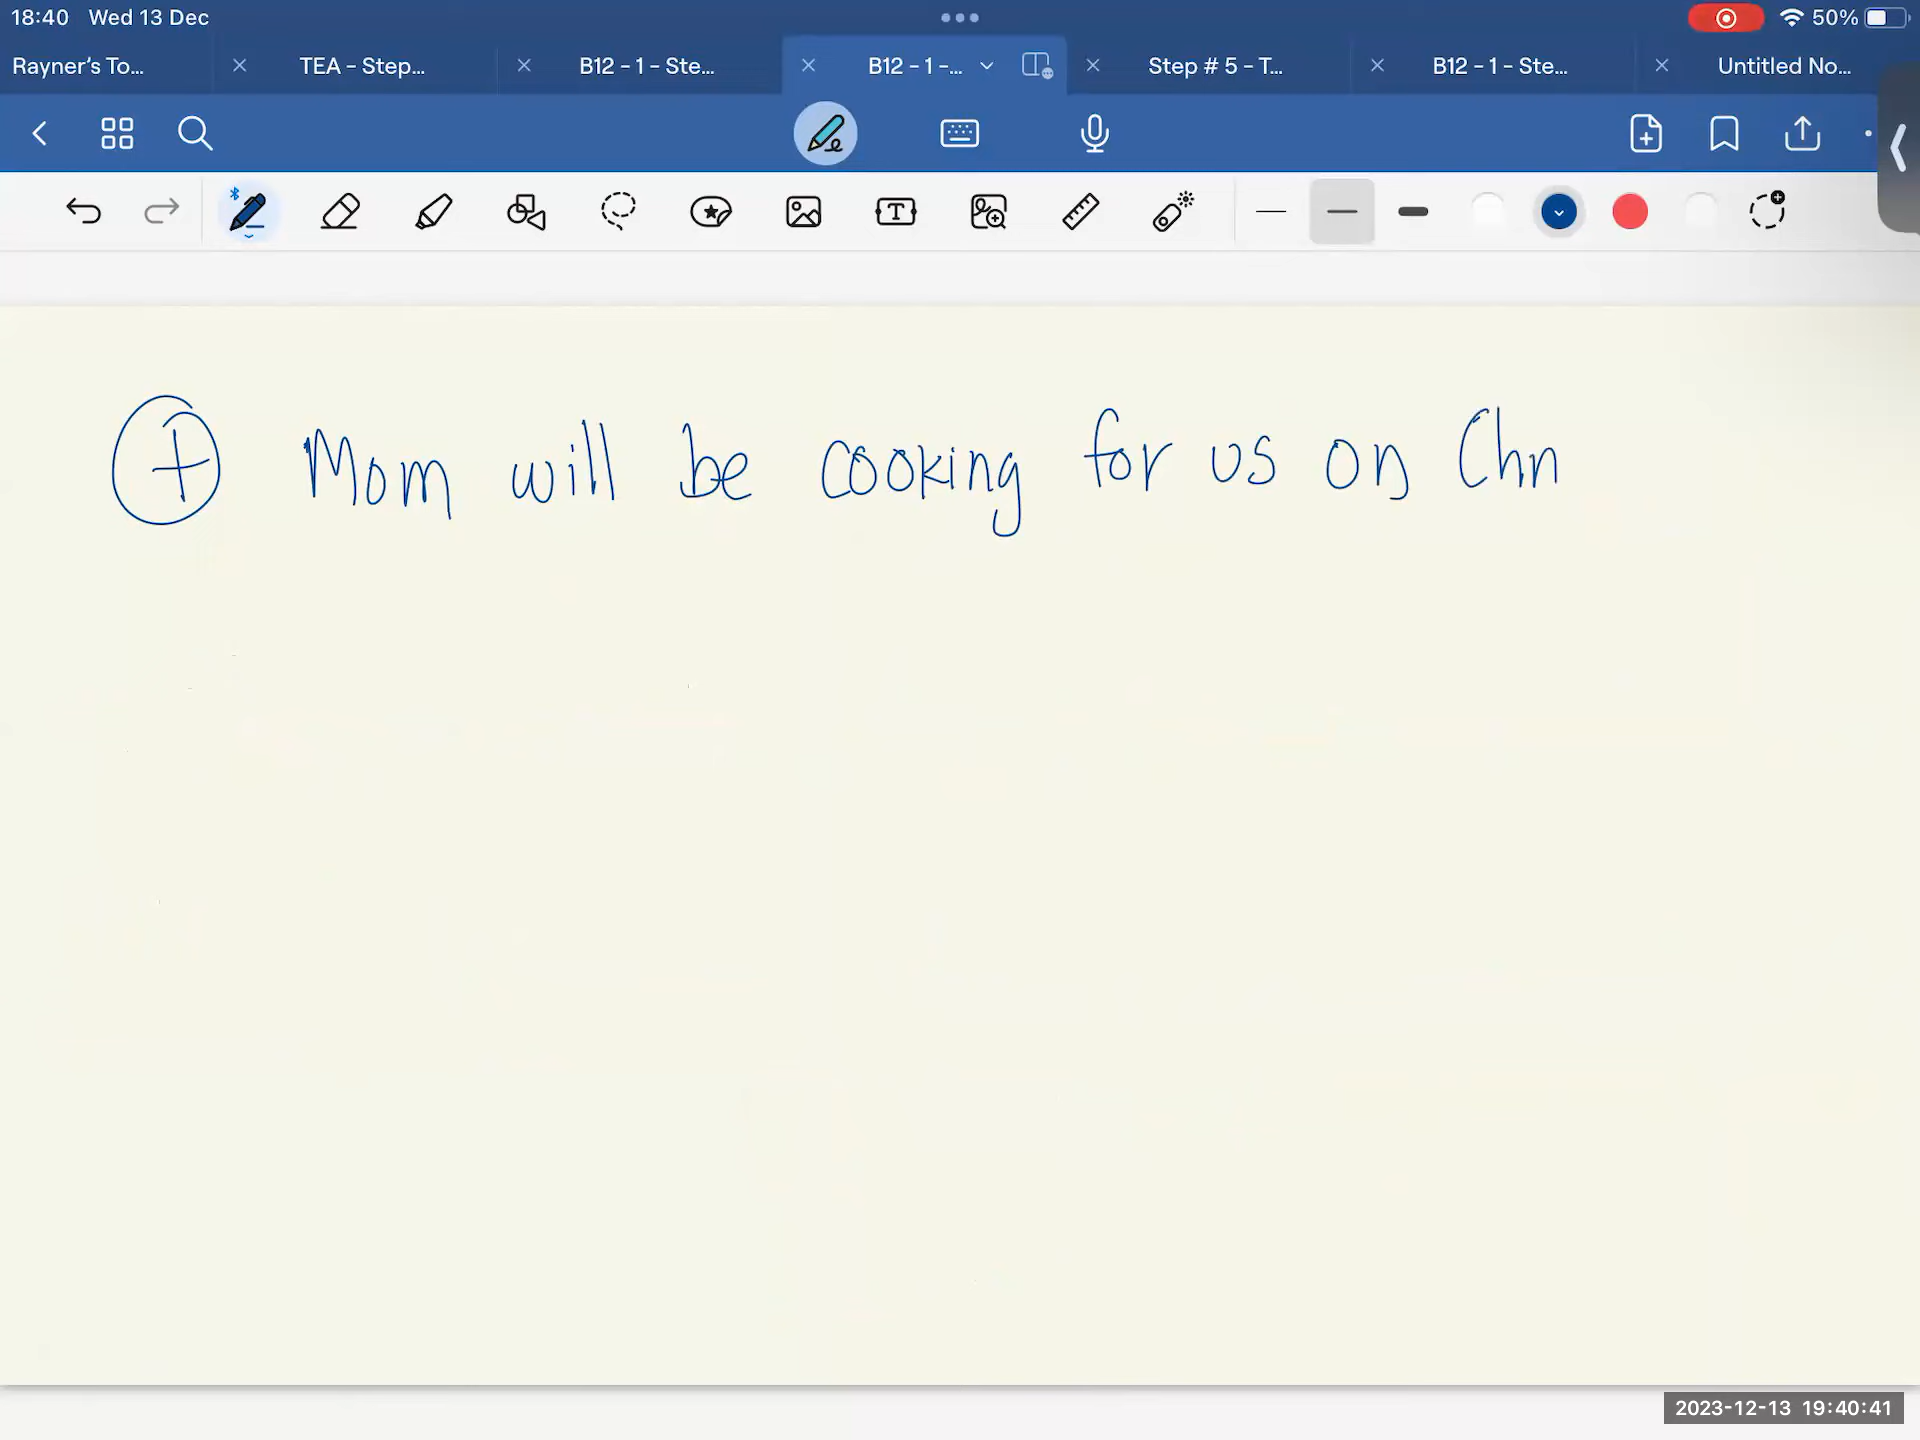 18:40 Wed 13 Dec 50%
Rayner's To... TEA - Step... B12 - 1 - Ste... B12 - 1 -... Step # 5 - T... B12 - 1 - Ste... Untitled No...
+ Mom will be cooking for us on Chn
2023-12-13 19:40:41